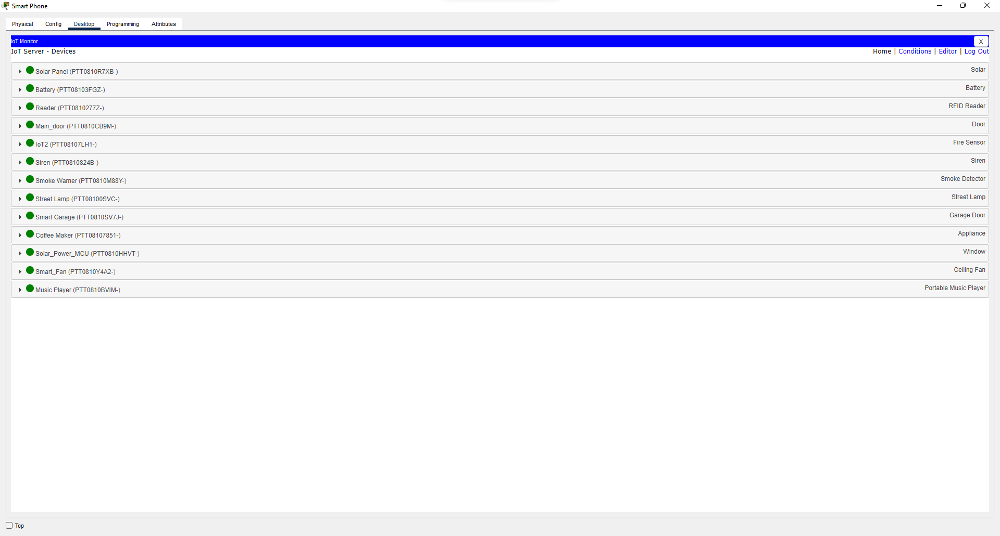 Smart Phone
Physical Config Desktop Programming Attributes
IoT Monitor X
IoT Server - Devices Home | Conditions | Editor | Log Out
Solar Panel (PTT0810R7XB-) Solar
Battery (PTT08103FGZ-) Battery
Reader (PTT0810277Z-) RFID Reader
Main_door (PTT0810CB9M-) Door
IoT2 (PTT08107LH1-) Fire Sensor
Siren (PTT0810824B-) Siren
Smoke Warner (PTT0810M88Y-) Smoke Detector
Street Lamp (PTT08100SVC-) Street Lamp
Smart Garage (PTT0810SV7J-) Garage Door
Coffee Maker (PTT08107851-) Appliance
Solar_Power_MCU (PTT0810HHVT-) Window
Smart_Fan (PTT0810Y4A2-) Ceiling Fan
Music Player (PTT0810BVIM-) Portable Music Player
Top